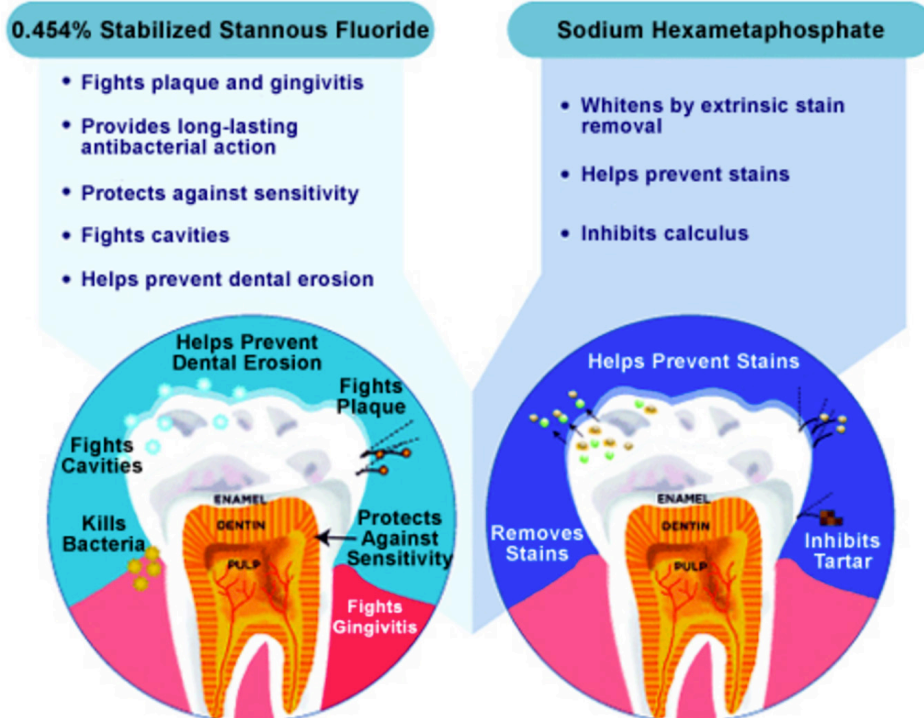 0.454% Stabilized Stannous Fluoride
• Fights plaque and gingivitis
• Provides long-lasting
antibacterial action
• Protects against sensitivity
• Fights cavities
• Helps prevent dental erosion
Sodium Hexametaphosphate
• Whitens by extrinsic stain
removal
• Helps prevent stains
• Inhibits calculus
Helps Prevent
Dental Erosion
Fights
Plaque
Fights
Cavities
Kills
Bacteria
ENAMEL
DENTIN
PULP
Protects
Against
Sensitivity
Fights
Gingivitis
Helps Prevent Stains
Removes
Stains
ENAMEL
DENTIN
PULP
Inhibits
Tartar